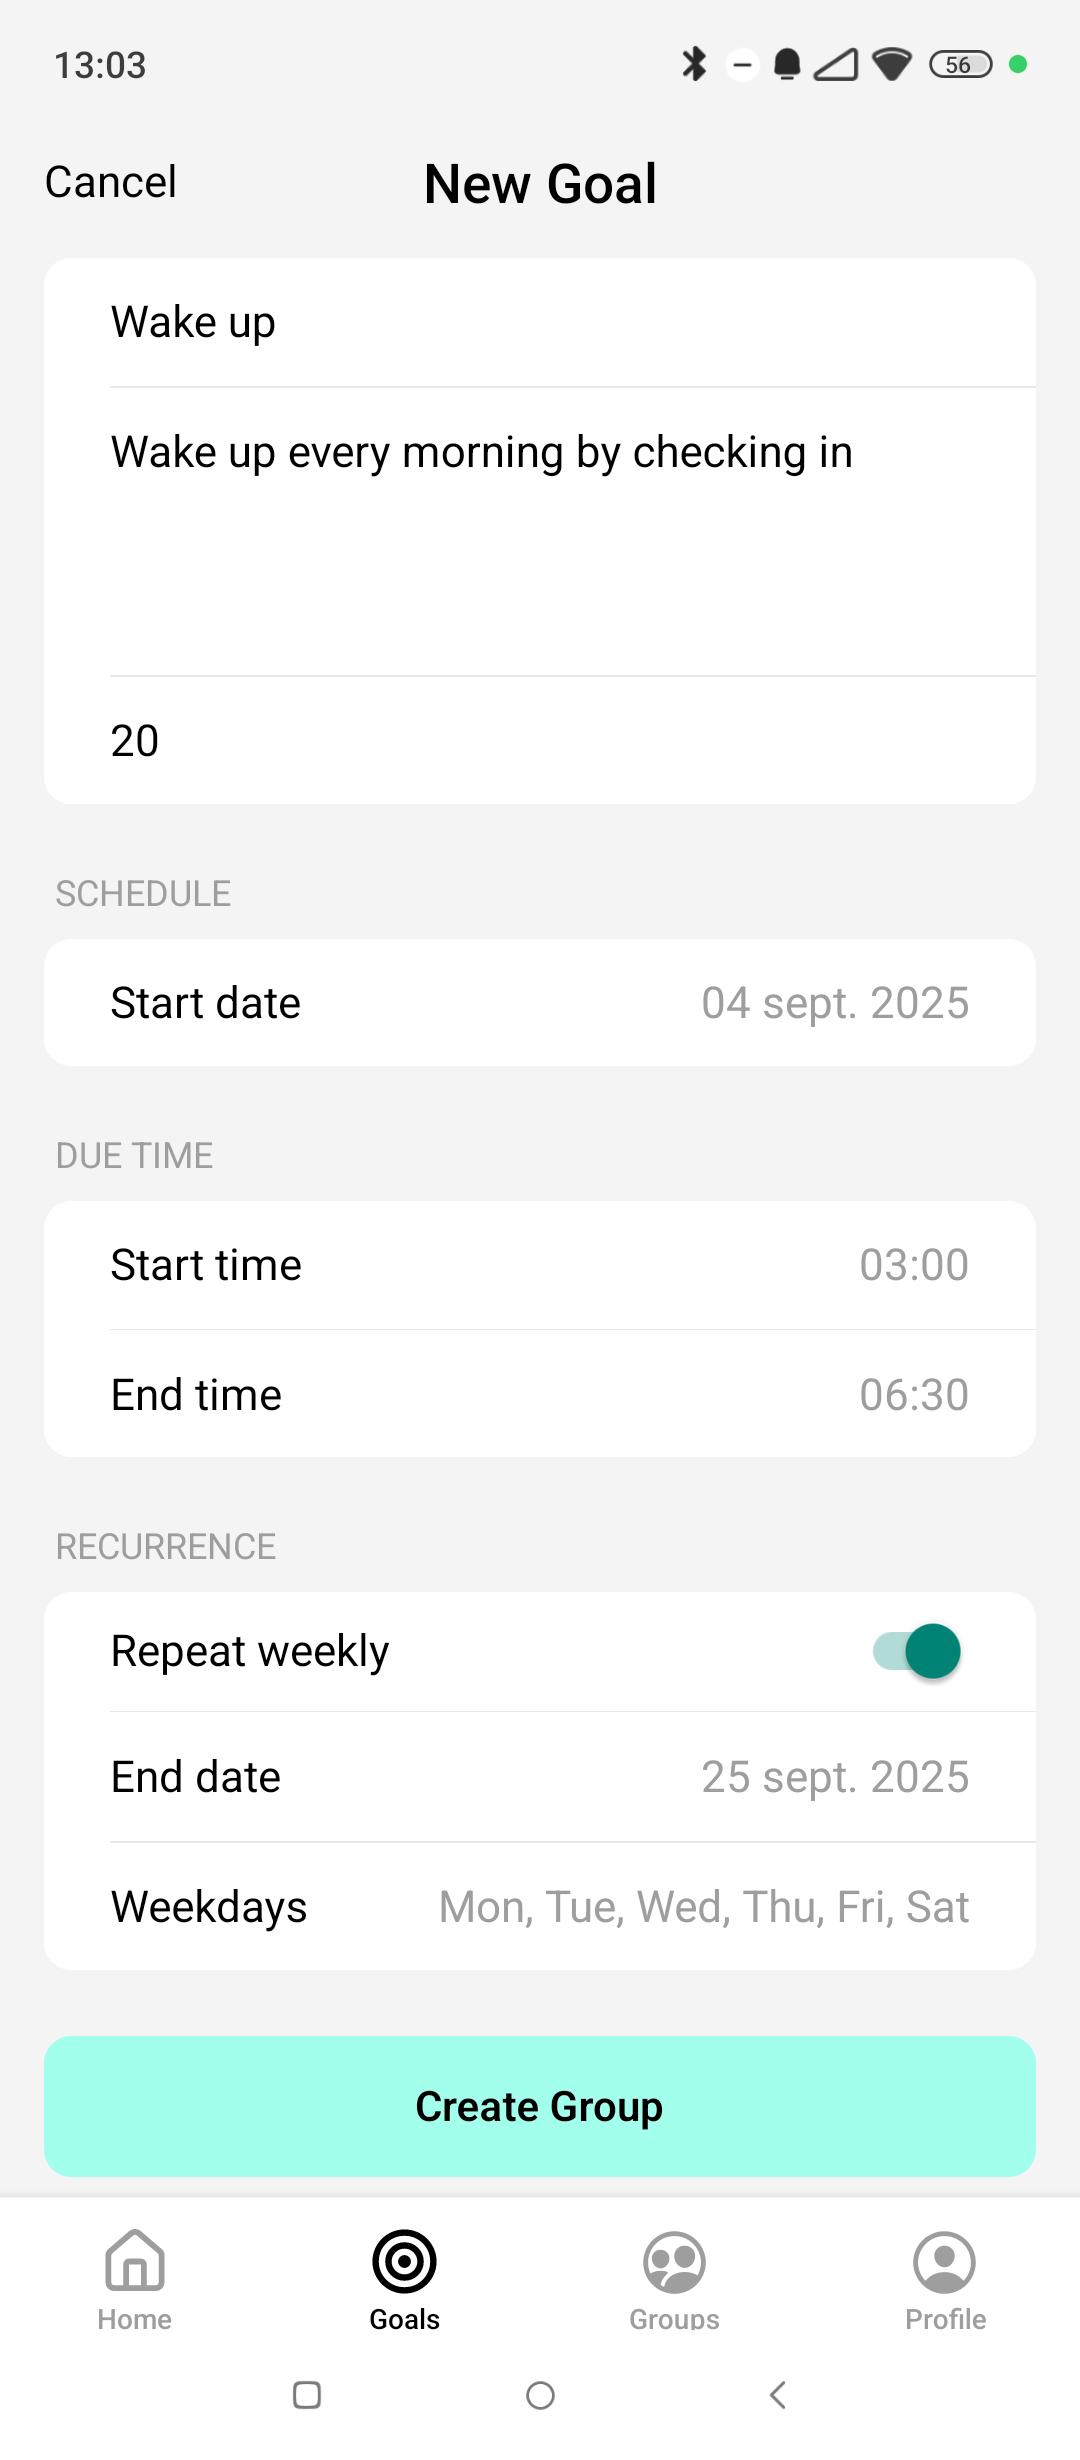 13:03
56
Cancel
New Goal
Wake up
Wake up every morning by checking in
20
SCHEDULE
Start date 04 sept. 2025
DUE TIME
Start time 03:00
End time 06:30
RECURRENCE
Repeat weekly
End date 25 sept. 2025
Weekdays Mon, Tue, Wed, Thu, Fri, Sat
Create Group
Home Goals Groups Profile